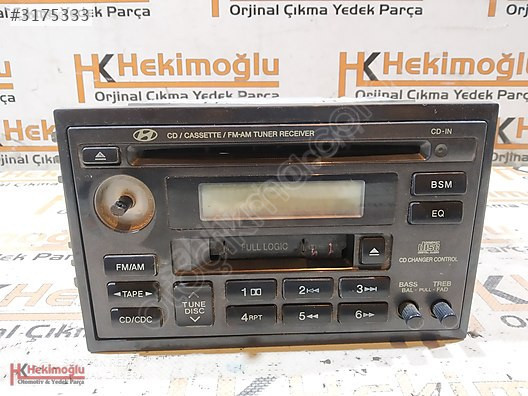 #3175333
Orjinal Çıkma Yedek Parça
Orjinal Çıkma Yedek Parça
HK Hekimoğlu
Orjinal Çıkma Yedek Parça
CD / CASSETTE / FM-AM TUNER RECEIVER
CD-IN
BSM
EQ
FULL LOGIC
CD CHANGER CONTROL
FM/AM
◄TAPE►
CD/CDC
TUNE
DISC
1
2
3
4 RPT
5
6
BASS TREB
BAL - PULL - FAD
HK Hekimoğlu
Otomotiv & Yedek Parça